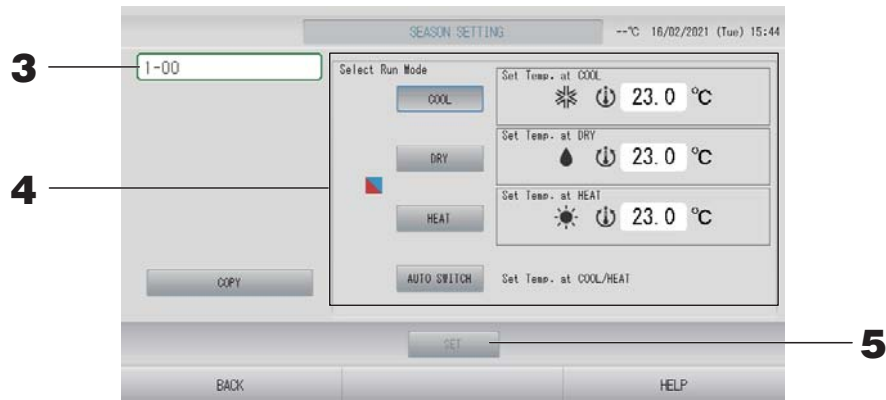 SEASON SETTING --℃ 16/02/2021 (Tue) 15:44
3
1-00
Select Run Mode
COOL
Set Temp. at COOL
23.0 ℃
DRY
Set Temp. at DRY
23.0 ℃
4
HEAT
Set Temp. at HEAT
23.0 ℃
COPY
AUTO SWITCH
Set Temp. at COOL/HEAT
SET
5
BACK
HELP